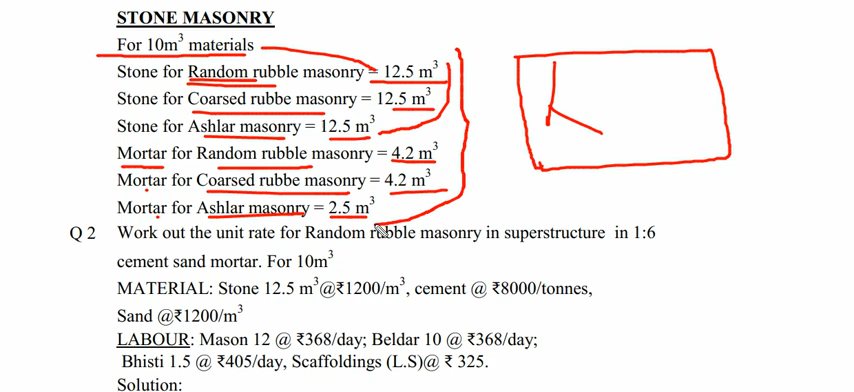 STONE MASONRY
For 10m³ materials
Stone for Random rubble masonry = 12.5 m³
Stone for Coarsed rubbe masonry = 12.5 m³
Stone for Ashlar masonry = 12.5 m³
Mortar for Random rubble masonry = 4.2 m³
Mortar for Coarsed rubbe masonry = 4.2 m³
Mortar for Ashlar masonry = 2.5 m³
Q 2 Work out the unit rate for Random rubble masonry in superstructure in 1:6
cement sand mortar. For 10m³
MATERIAL: Stone 12.5 m³@₹1200/m³, cement @ ₹8000/tonnes,
Sand @₹1200/m³
LABOUR: Mason 12 @ ₹368/day; Beldar 10 @ ₹368/day;
Bhisti 1.5 @ ₹405/day, Scaffoldings (L.S)@ ₹ 325.
Solution: